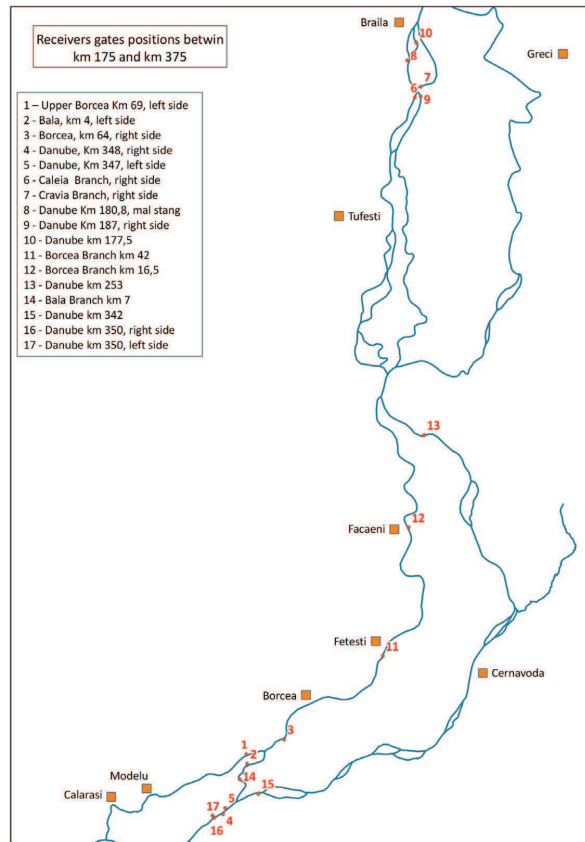 Receivers gates positions betwin
km 175 and km 375
1 – Upper Borcea Km 69, left side
2 - Bala, km 4, left side
3 - Borcea, km 64, right side
4 - Danube, Km 348, right side
5 - Danube, Km 347, left side
6 - Caleia Branch, right side
7 - Cravia Branch, right side
8 - Danube Km 180,8, mal stang
9 - Danube Km 187, right side
10 - Danube km 177,5
11 - Borcea Branch km 42
12 - Borcea Branch km 16,5
13 - Danube km 253
14 - Bala Branch km 7
15 - Danube km 342
16 - Danube km 350, right side
17 - Danube km 350, left side
Braila
10
Greci
8
7
6
9
Tufesti
13
12
Facaeni
Fetesti
11
Cernavoda
Borcea
3
1
2
Modelu
14
15
Calarasi
5
17
4
16